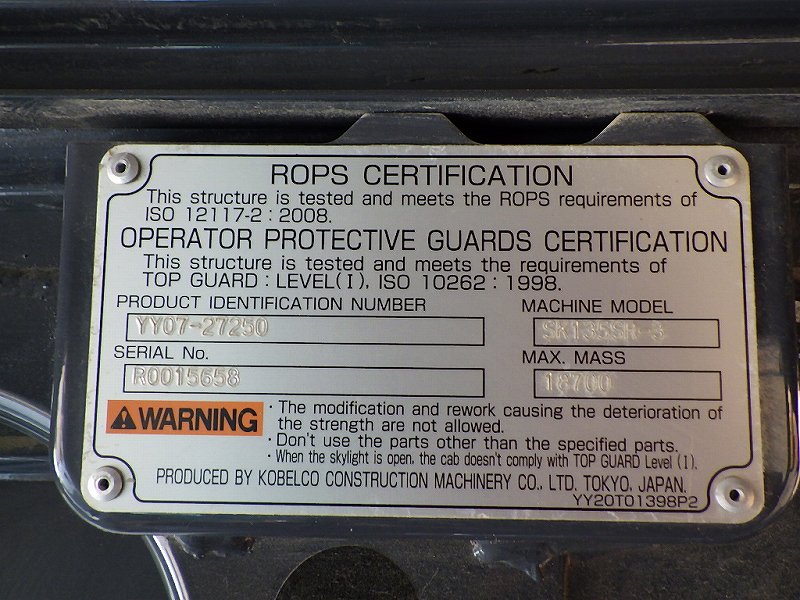 ROPS CERTIFICATION
This structure is tested and meets the ROPS requirements of
ISO 12117-2 : 2008.
OPERATOR PROTECTIVE GUARDS CERTIFICATION
This structure is tested and meets the requirements of
TOP GUARD : LEVEL(I), ISO 10262 : 1998.
PRODUCT IDENTIFICATION NUMBER
MACHINE MODEL
YY07-27250
SK135SR-3
SERIAL No.
MAX. MASS
R0015658
18700
WARNING
· The modification and rework causing the deterioration of
the strength are not allowed.
· Don't use the parts other than the specified parts.
· When the skylight is open, the cab doesn't comply with TOP GUARD Level (I).
PRODUCED BY KOBELCO CONSTRUCTION MACHINERY CO., LTD. TOKYO, JAPAN.
YY20T01398P2